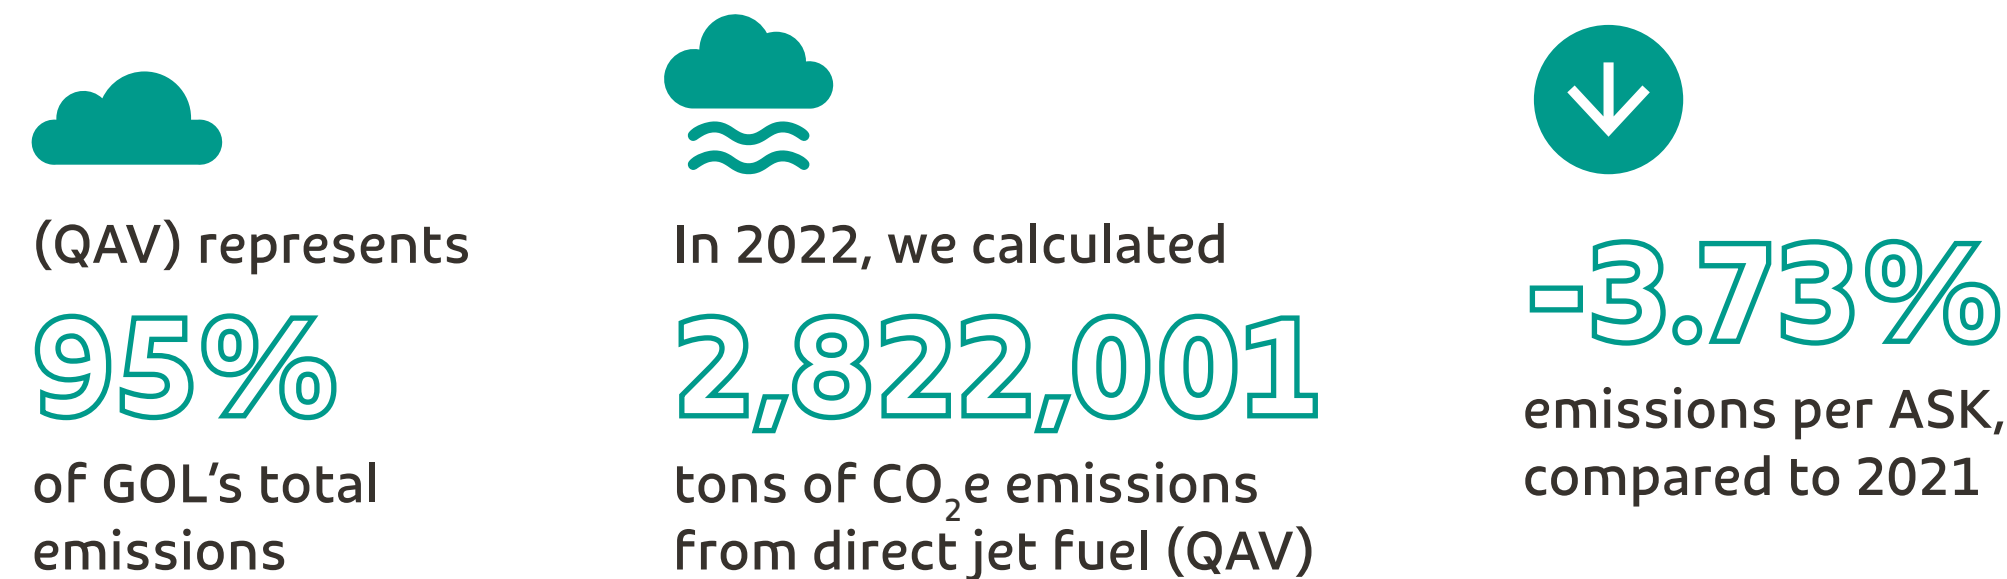 (QAV) represents
95%
of GOL’s total
emissions
In 2022, we calculated
2,822,001
tons of CO₂e emissions
from direct jet fuel (QAV)
-3.73%
emissions per ASK,
compared to 2021